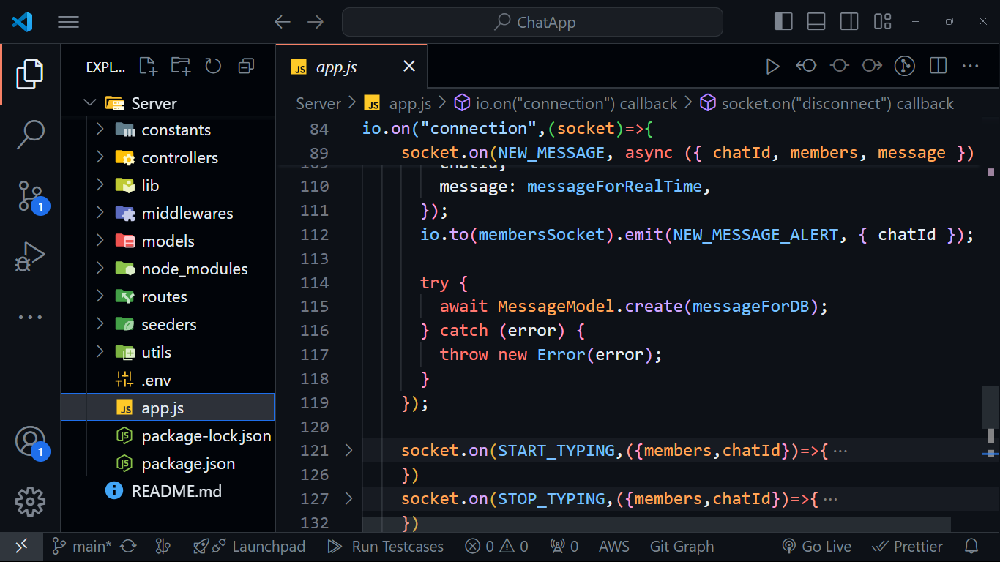 ChatApp
EXPL...
Server
constants
controllers
lib
middlewares
models
node_modules
routes
seeders
utils
.env
JS app.js
package-lock.json
package.json
README.md
1
1
JS app.js
Server > JS app.js > io.on("connection") callback > socket.on("disconnect") callback
84 io.on("connection",(socket)=>{
89 socket.on(NEW_MESSAGE, async ({ chatId, members, message })
109 chatId,
110 message: messageForRealTime,
111 });
112 io.to(membersSocket).emit(NEW_MESSAGE_ALERT, { chatId });
113
114 try {
115 await MessageModel.create(messageForDB);
116 } catch (error) {
117 throw new Error(error);
118 }
119 });
120
121 socket.on(START_TYPING,({members,chatId})=>{ ...
126 })
127 socket.on(STOP_TYPING,({members,chatId})=>{ ...
132 })
main* Launchpad Run Testcases 0 0 0 AWS Git Graph Go Live Prettier